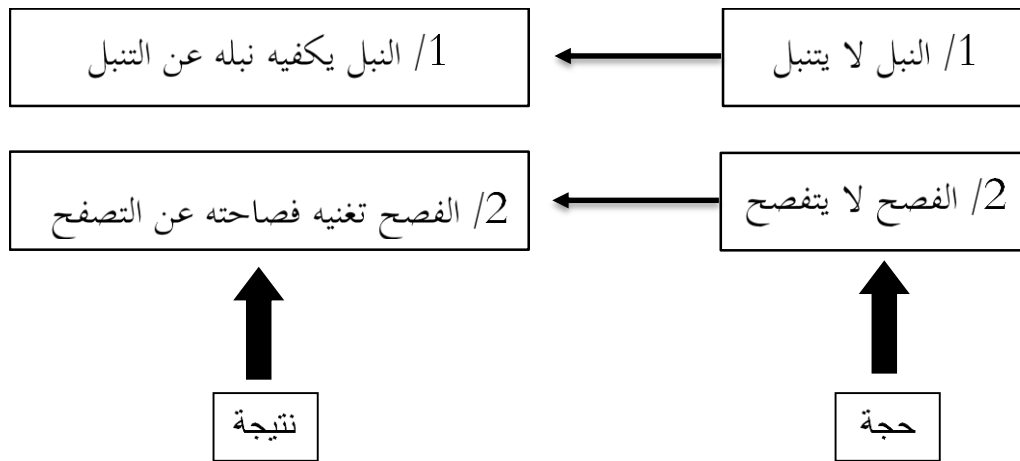 1/ النبل لا يتنبل
1/ النبل يكفيه نبله عن التنبل
2/ الفصح لا يتفصح
2/ الفصح تغنيه فصاحته عن التصفح
حجة
نتيجة